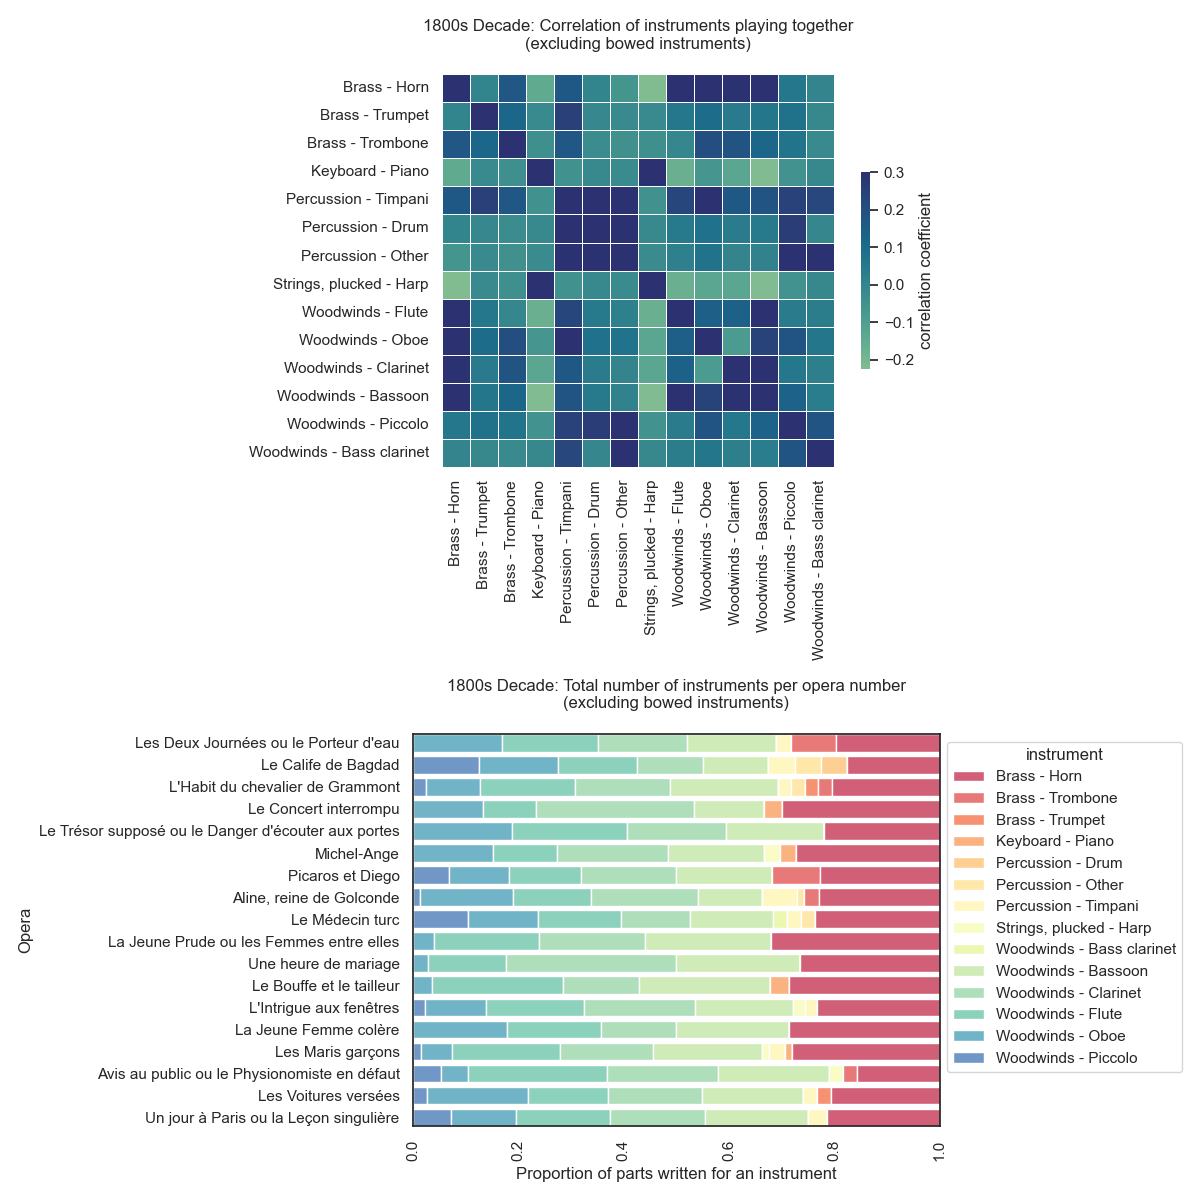 1800s Decade: Correlation of instruments playing together
(excluding bowed instruments)
Brass - Horn
Brass - Trumpet
Brass - Trombone
Keyboard - Piano
Percussion - Timpani
Percussion - Drum
Percussion - Other
Strings, plucked - Harp
Woodwinds - Flute
Woodwinds - Oboe
Woodwinds - Clarinet
Woodwinds - Bassoon
Woodwinds - Piccolo
Woodwinds - Bass clarinet
Brass - Horn
Brass - Trumpet
Brass - Trombone
Keyboard - Piano
Percussion - Timpani
Percussion - Drum
Percussion - Other
Strings, plucked - Harp
Woodwinds - Flute
Woodwinds - Oboe
Woodwinds - Clarinet
Woodwinds - Bassoon
Woodwinds - Piccolo
Woodwinds - Bass clarinet
0.3
0.2
0.1
0.0
−0.1
−0.2
correlation coefficient
1800s Decade: Total number of instruments per opera number
(excluding bowed instruments)
Opera
Les Deux Journées ou le Porteur d'eau
Le Calife de Bagdad
L'Habit du chevalier de Grammont
Le Concert interrompu
Le Trésor supposé ou le Danger d'écouter aux portes
Michel-Ange
Picaros et Diego
Aline, reine de Golconde
Le Médecin turc
La Jeune Prude ou les Femmes entre elles
Une heure de mariage
Le Bouffe et le tailleur
L'Intrigue aux fenêtres
La Jeune Femme colère
Les Maris garçons
Avis au public ou le Physionomiste en défaut
Les Voitures versées
Un jour à Paris ou la Leçon singulière
0.0
0.2
0.4
0.6
0.8
1.0
Proportion of parts written for an instrument
instrument
Brass - Horn
Brass - Trombone
Brass - Trumpet
Keyboard - Piano
Percussion - Drum
Percussion - Other
Percussion - Timpani
Strings, plucked - Harp
Woodwinds - Bass clarinet
Woodwinds - Bassoon
Woodwinds - Clarinet
Woodwinds - Flute
Woodwinds - Oboe
Woodwinds - Piccolo